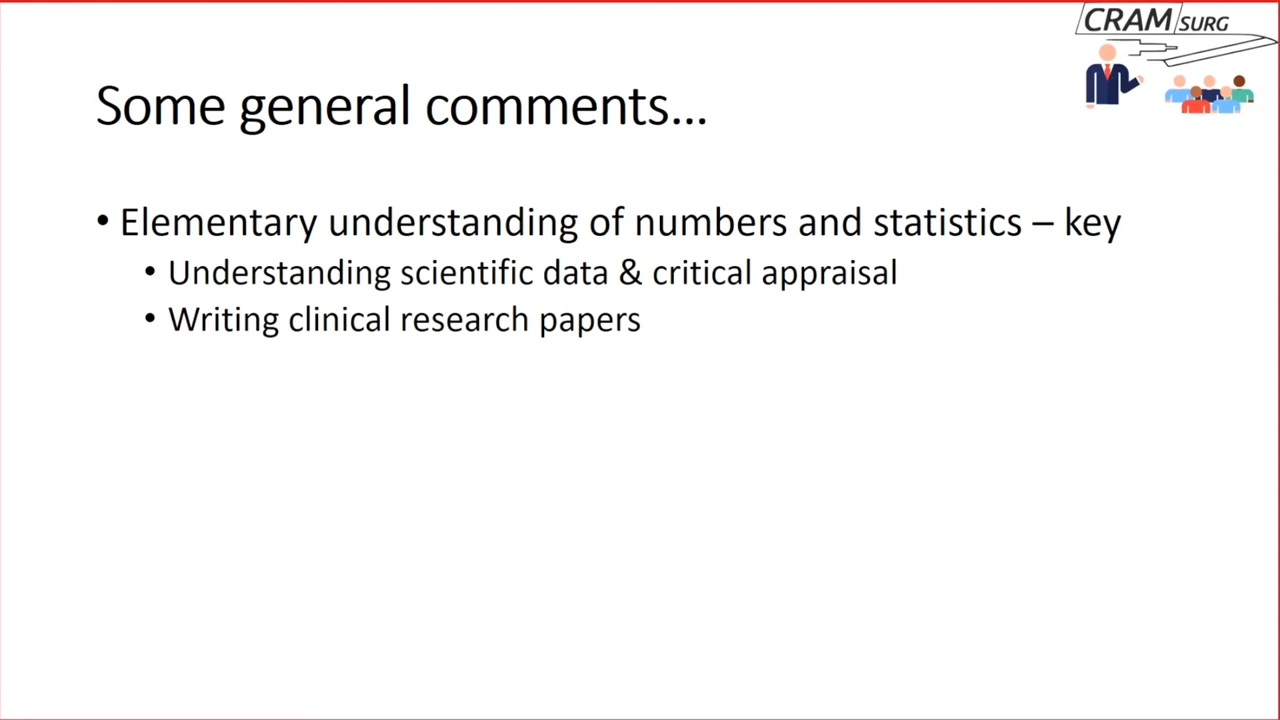 CRAM SURG
Some general comments...
• Elementary understanding of numbers and statistics – key
• Understanding scientific data & critical appraisal
• Writing clinical research papers